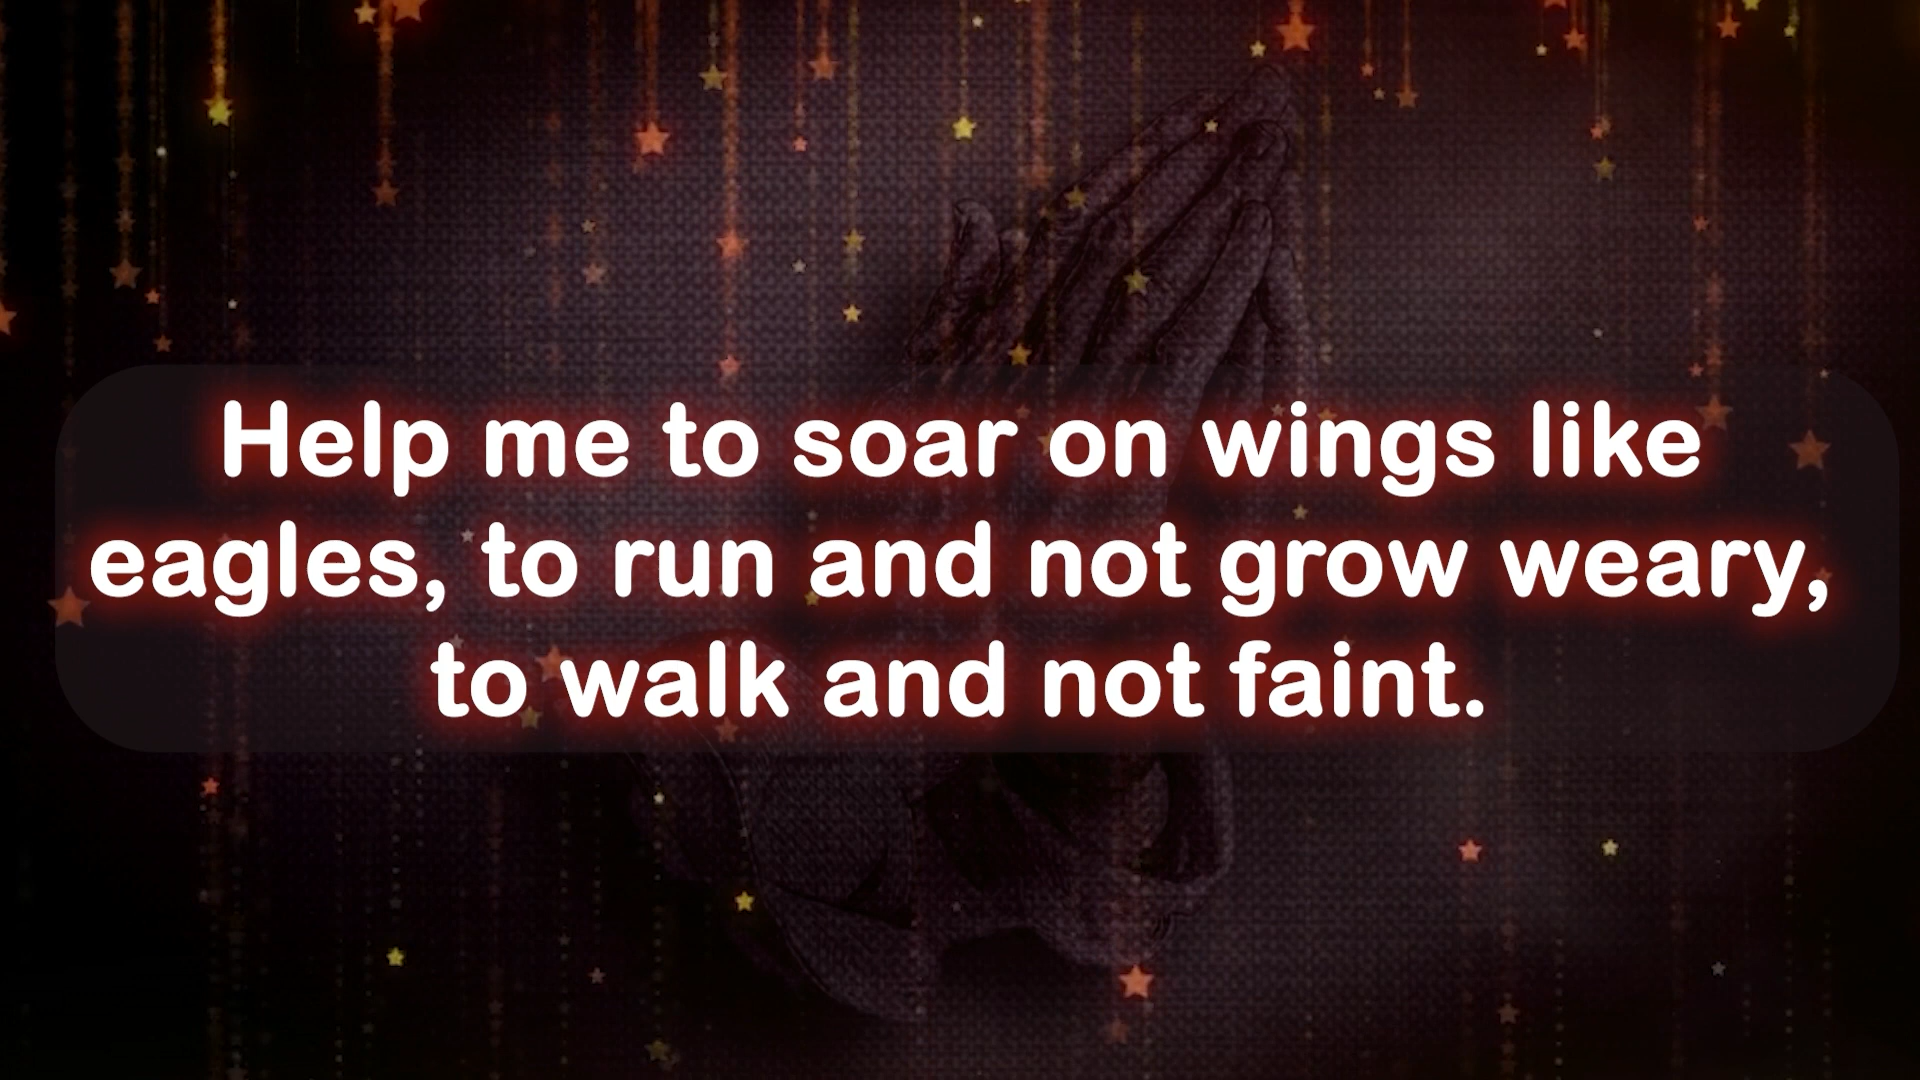 Help me to soar on wings like
eagles, to run and not grow weary,
to walk and not faint.